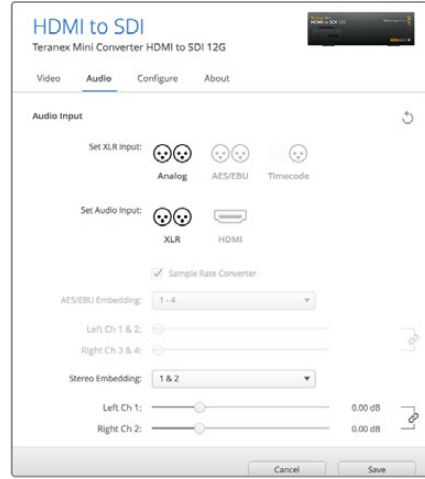 HDMI to SDI
Teranex Mini Converter HDMI to SDI 12G
Video Audio Configure About
Audio Input
Set XLR Input:
Analog AES/EBU Timecode
Set Audio Input:
XLR HDMI
Sample Rate Converter
AES/EBU Embedding: 1 - 4
Left Ch 1 & 2:
Right Ch 3 & 4:
Stereo Embedding: 1 & 2
Left Ch 1: 0.00 dB
Right Ch 2: 0.00 dB
Cancel Save